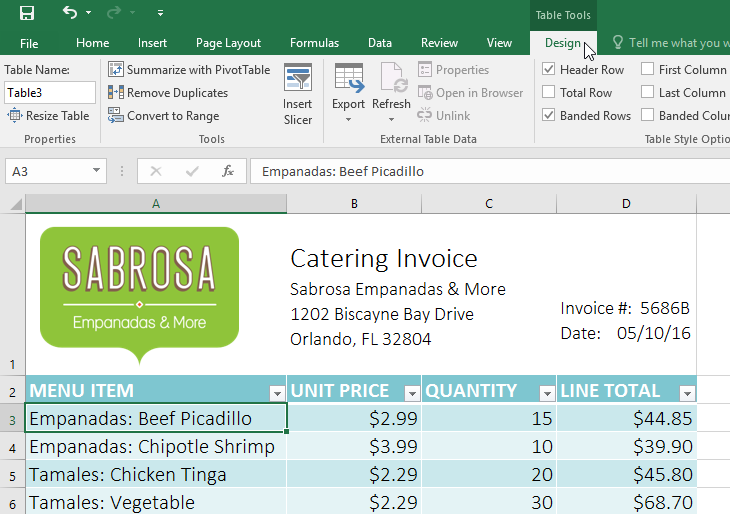 Table Tools
File Home Insert Page Layout Formulas Data Review View Design Tell me what you w
Table Name:
Table3
Resize Table
Properties
Summarize with PivotTable
Remove Duplicates
Convert to Range
Insert
Slicer
Tools
Export Refresh
Properties
Open in Browser
Unlink
External Table Data
Header Row First Column
Total Row Last Column
Banded Rows Banded Colu
Table Style Optio
A3 fx Empanadas: Beef Picadillo
A B C D
SABROSA
Empanadas & More
Catering Invoice
Sabrosa Empanadas & More
1202 Biscayne Bay Drive
Orlando, FL 32804
Invoice #: 5686B
Date: 05/10/16
1
2 MENU ITEM UNIT PRICE QUANTITY LINE TOTAL
3 Empanadas: Beef Picadillo $2.99 15 $44.85
4 Empanadas: Chipotle Shrimp $3.99 10 $39.90
5 Tamales: Chicken Tinga $2.29 20 $45.80
6 Tamales: Vegetable $2.29 30 $68.70